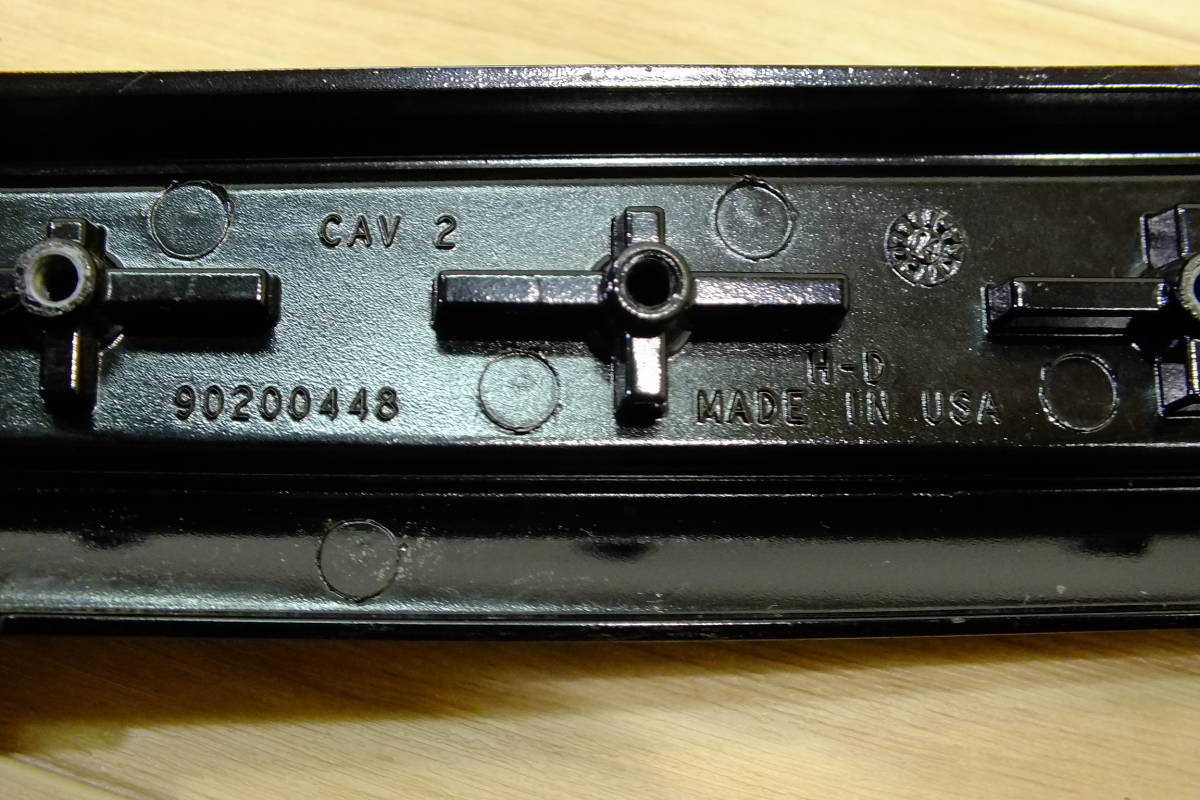 CAV 2
90200448
H-D
MADE IN USA